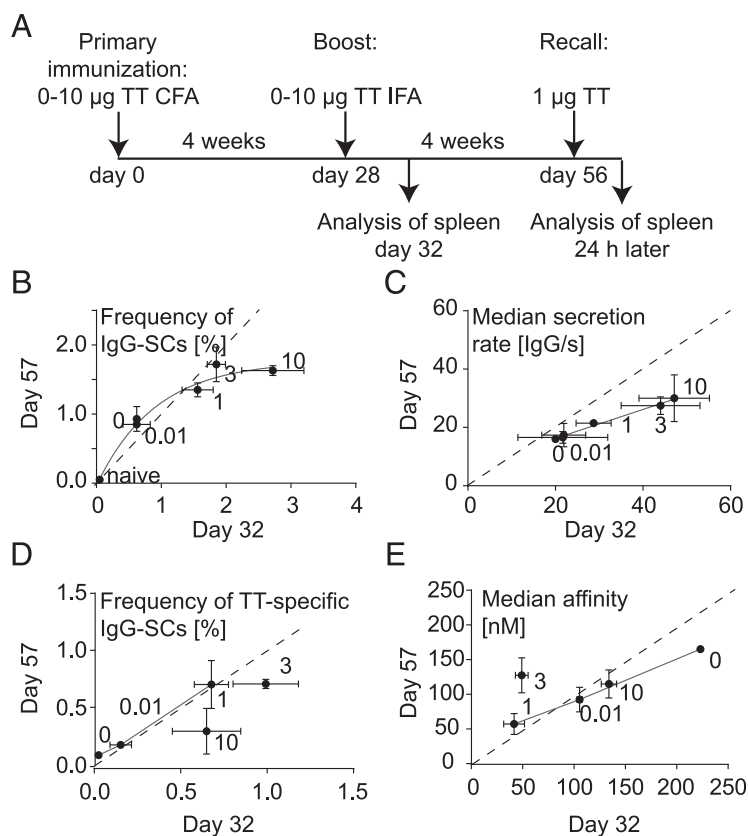 A
Primary immunization:
0-10 µg TT CFA
Boost:
0-10 µg TT IFA
Recall:
1 µg TT
4 weeks
4 weeks
day 0
day 28
day 56
Analysis of spleen
day 32
Analysis of spleen
24 h later
B
Frequency of
IgG-SCs [%]
Day 57
2.0
1.0
0.0
0
0.01
1
3
10
naive
0
1
2
3
4
Day 32
C
Median secretion
rate [IgG/s]
Day 57
60
40
20
0
0
0.01
1
3
10
0
20
40
60
Day 32
D
Frequency of TT-specific
IgG-SCs [%]
Day 57
1.5
1.0
0.5
0.0
0
0.01
1
3
10
0.0
0.5
1.0
1.5
Day 32
E
Median affinity
[nM]
Day 57
250
200
150
100
50
0
3
1
0.01
10
0
0
50
100
150
200
250
Day 32